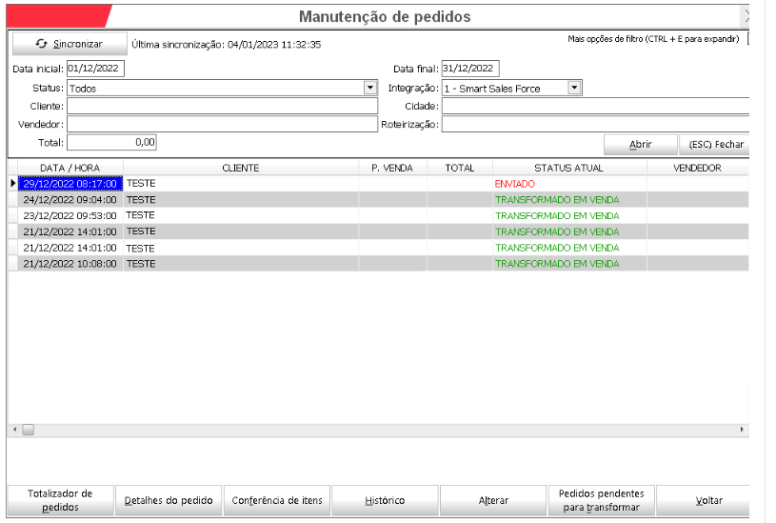 Manutenção de pedidos
Sincronizar Última sincronização: 04/01/2023 11:32:35 Mais opções de filtro (CTRL + E para expandir)
Data inicial: 01/12/2022 Data final: 31/12/2022
Status: Todos Integração: 1 - Smart Sales Force
Cliente: Cidade:
Vendedor: Roteirização:
Total: 0,00 Abrir (ESC) Fechar
DATA / HORA CLIENTE P. VENDA TOTAL STATUS ATUAL VENDEDOR
29/12/2022 08:17:00 TESTE ENVIADO
24/12/2022 09:04:00 TESTE TRANSFORMADO EM VENDA
23/12/2022 09:53:00 TESTE TRANSFORMADO EM VENDA
21/12/2022 14:01:00 TESTE TRANSFORMADO EM VENDA
21/12/2022 14:01:00 TESTE TRANSFORMADO EM VENDA
21/12/2022 10:08:00 TESTE TRANSFORMADO EM VENDA
Totalizador de pedidos Detalhes do pedido Conferência de itens Histórico Alterar Pedidos pendentes para transformar Voltar